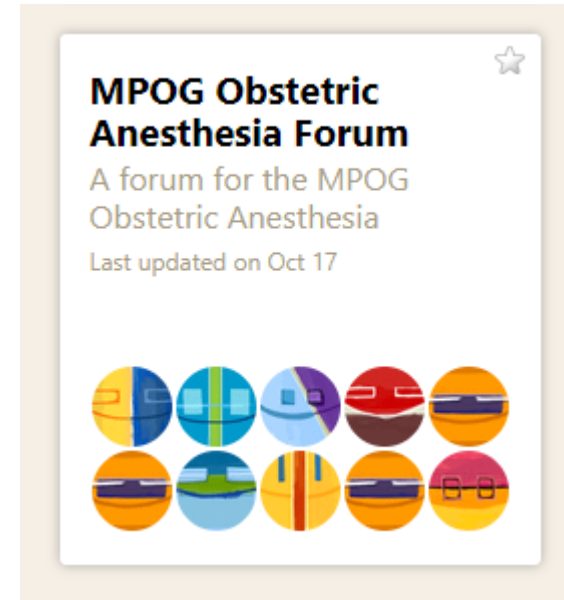 MPOG Obstetric
Anesthesia Forum
A forum for the MPOG
Obstetric Anesthesia
Last updated on Oct 17